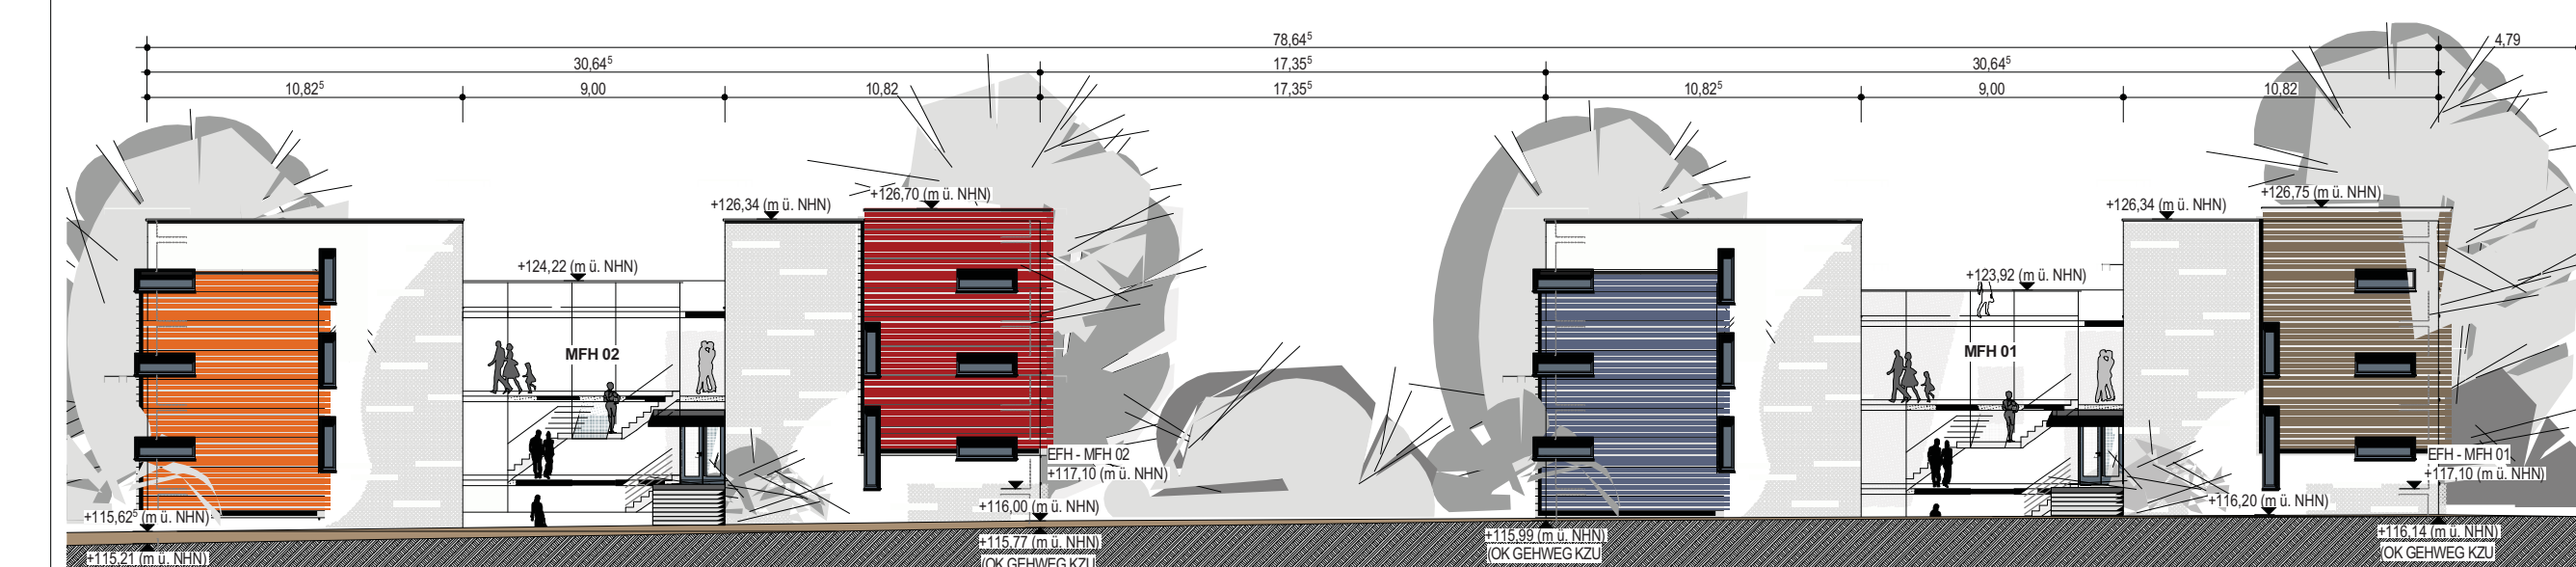 78,64⁵
4,79
30,64⁵
17,35⁵
30,64⁵
10,82⁵
9,00
10,82
17,35⁵
10,82⁵
9,00
10,82
+126,34 (m ü. NHN)
+126,70 (m ü. NHN)
+126,34 (m ü. NHN)
+126,75 (m ü. NHN)
+124,22 (m ü. NHN)
+123,92 (m ü. NHN)
MFH 02
MFH 01
EFH - MFH 02
+117,10 (m ü. NHN)
EFH - MFH 01
+117,10 (m ü. NHN)
+115,62⁵ (m ü. NHN)
+116,00 (m ü. NHN)
+116,20 (m ü. NHN)
+115,21 (m ü. NHN)
+115,77 (m ü. NHN)
(OK GEHWEG KZU
+115,99 (m ü. NHN)
(OK GEHWEG KZU
+116,14 (m ü. NHN)
(OK GEHWEG KZU